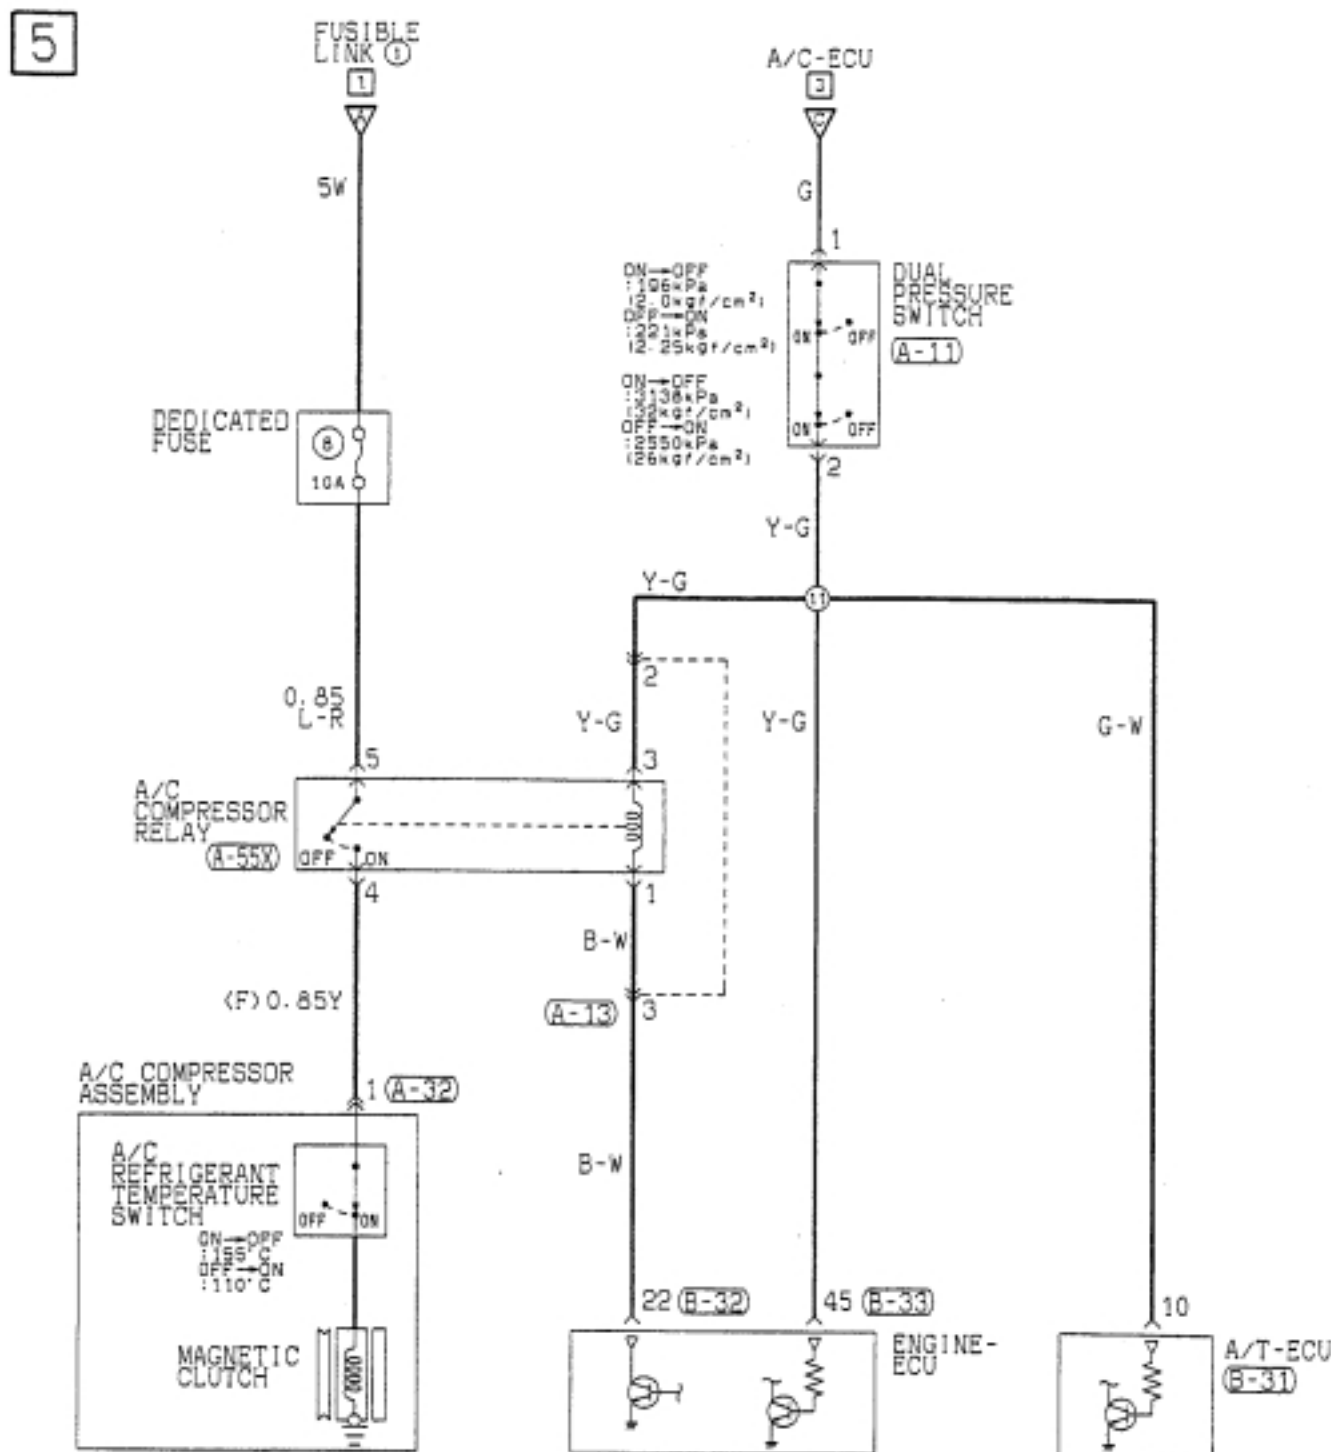 5
FUSIBLE
LINK ①
1
A
5W
A/C-ECU
3
C
G
1
ON→OFF
:196kPa
(2.0kgf/cm²)
OFF→ON
:221kPa
(2.25kgf/cm²)
ON→OFF
:3138kPa
(32kgf/cm²)
OFF→ON
:2550kPa
(26kgf/cm²)
ON OFF
ON OFF
DUAL
PRESSURE
SWITCH
A-11
2
DEDICATED
FUSE
8
10A
Y-G
Y-G
11
2
0.85
L-R
Y-G
Y-G
G-W
5
3
A/C
COMPRESSOR
RELAY
A-55X
OFF ON
4
1
B-W
<F>0.85Y
A-13
3
A/C COMPRESSOR
ASSEMBLY
1
A-32
A/C
REFRIGERANT
TEMPERATURE
SWITCH
OFF ON
ON→OFF
:155°C
OFF→ON
:110°C
B-W
22
B-32
45
B-33
10
MAGNETIC
CLUTCH
ENGINE-
ECU
A/T-ECU
B-31